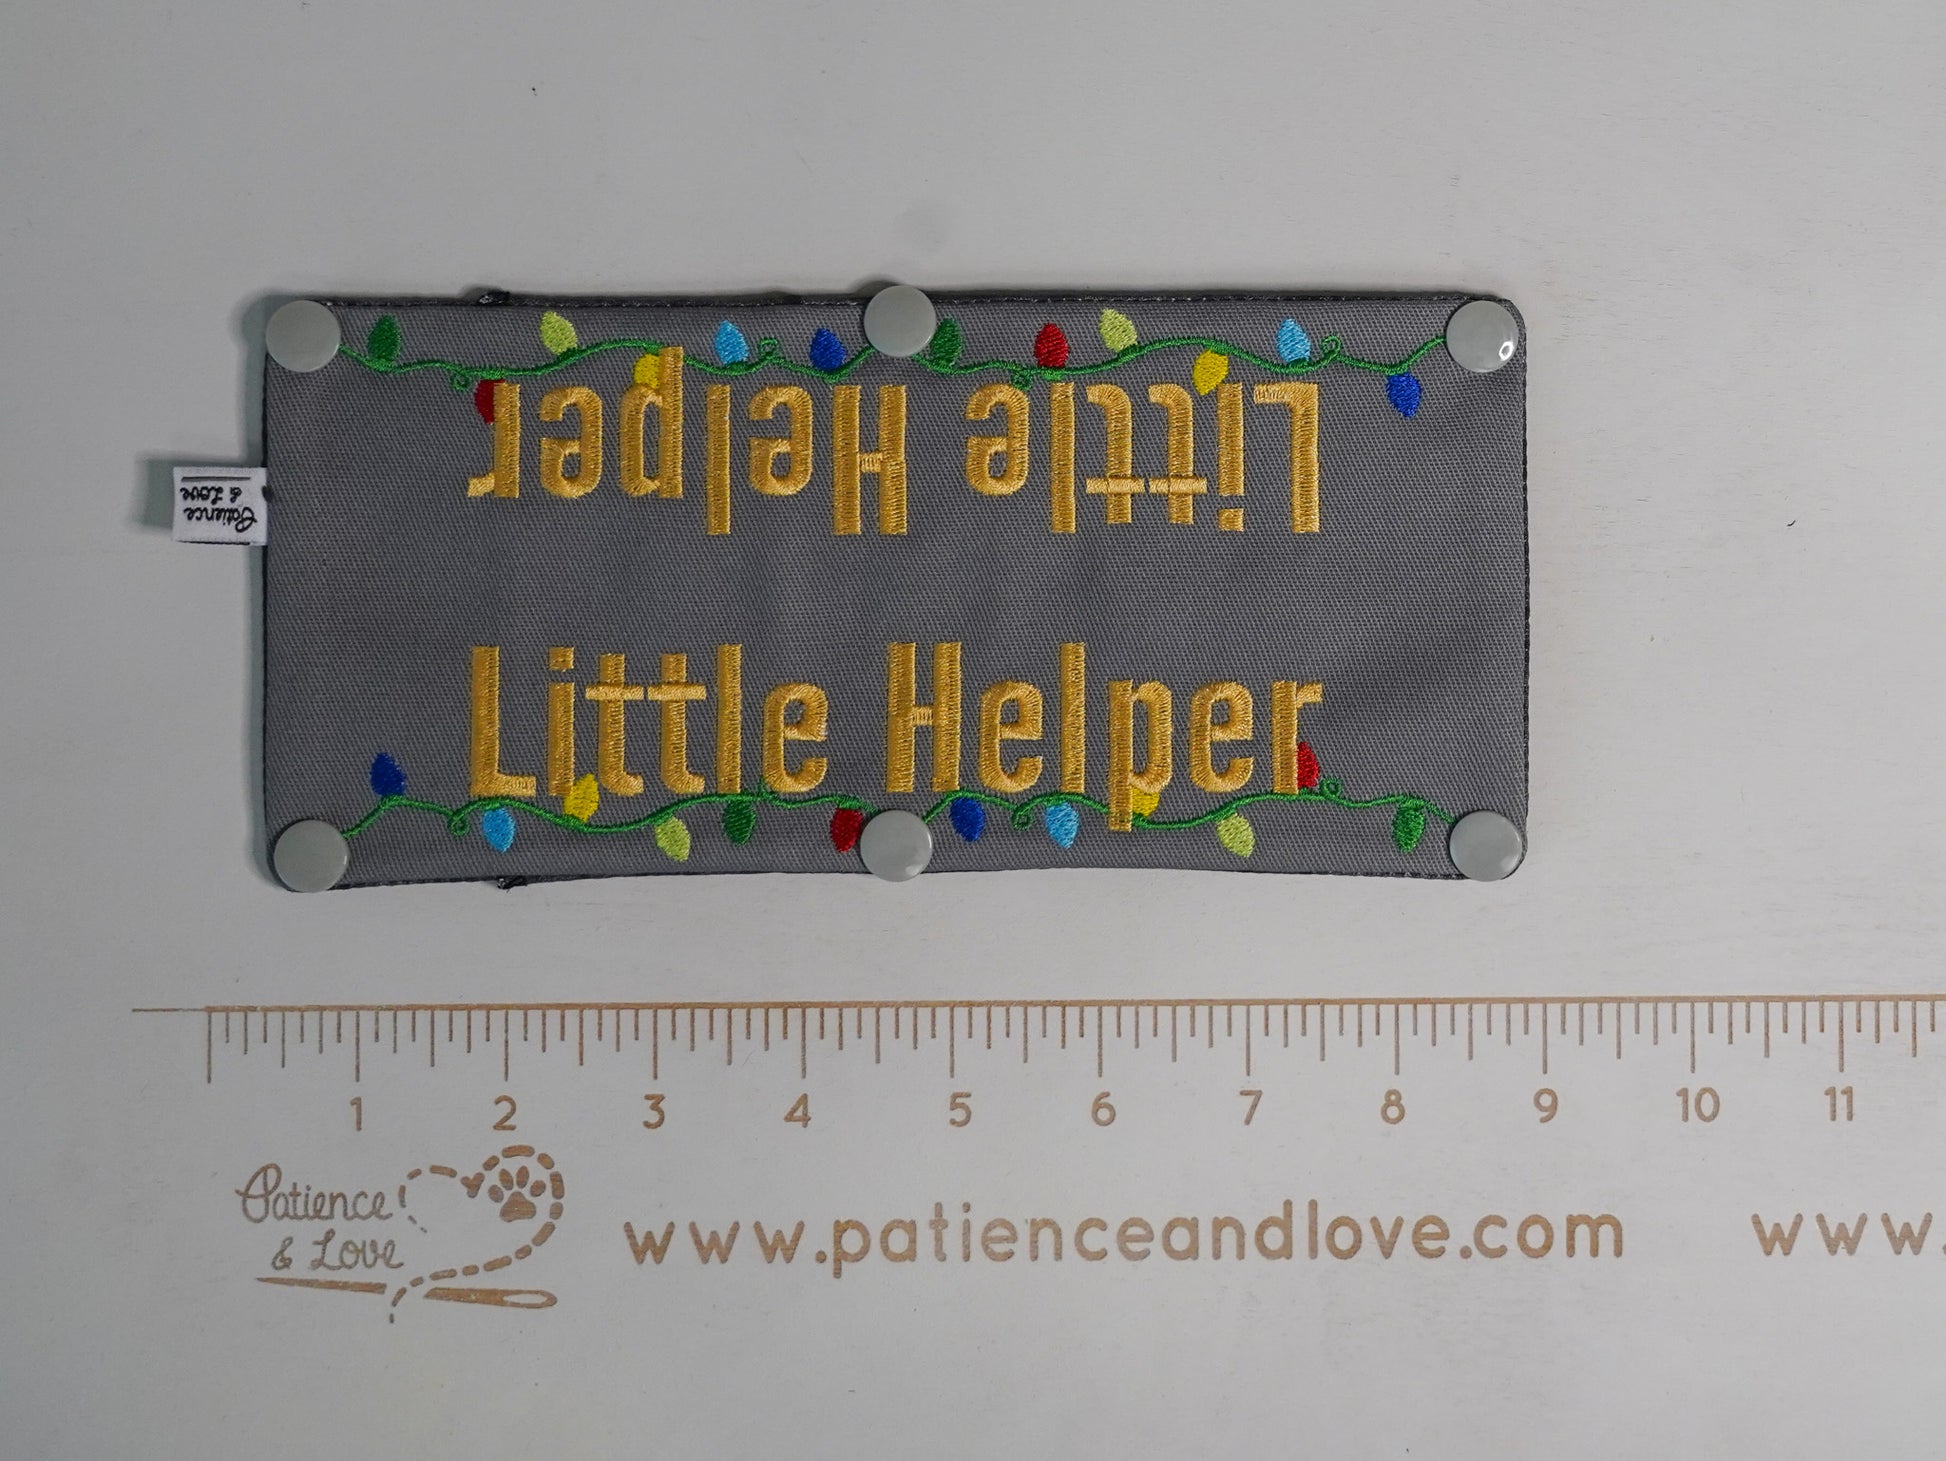 Little Helper
Patience
& Love
Little Helper
1 2 3 4 5 6 7 8 9 10 11
Patience
& Love
www.patienceandlove.com
www.